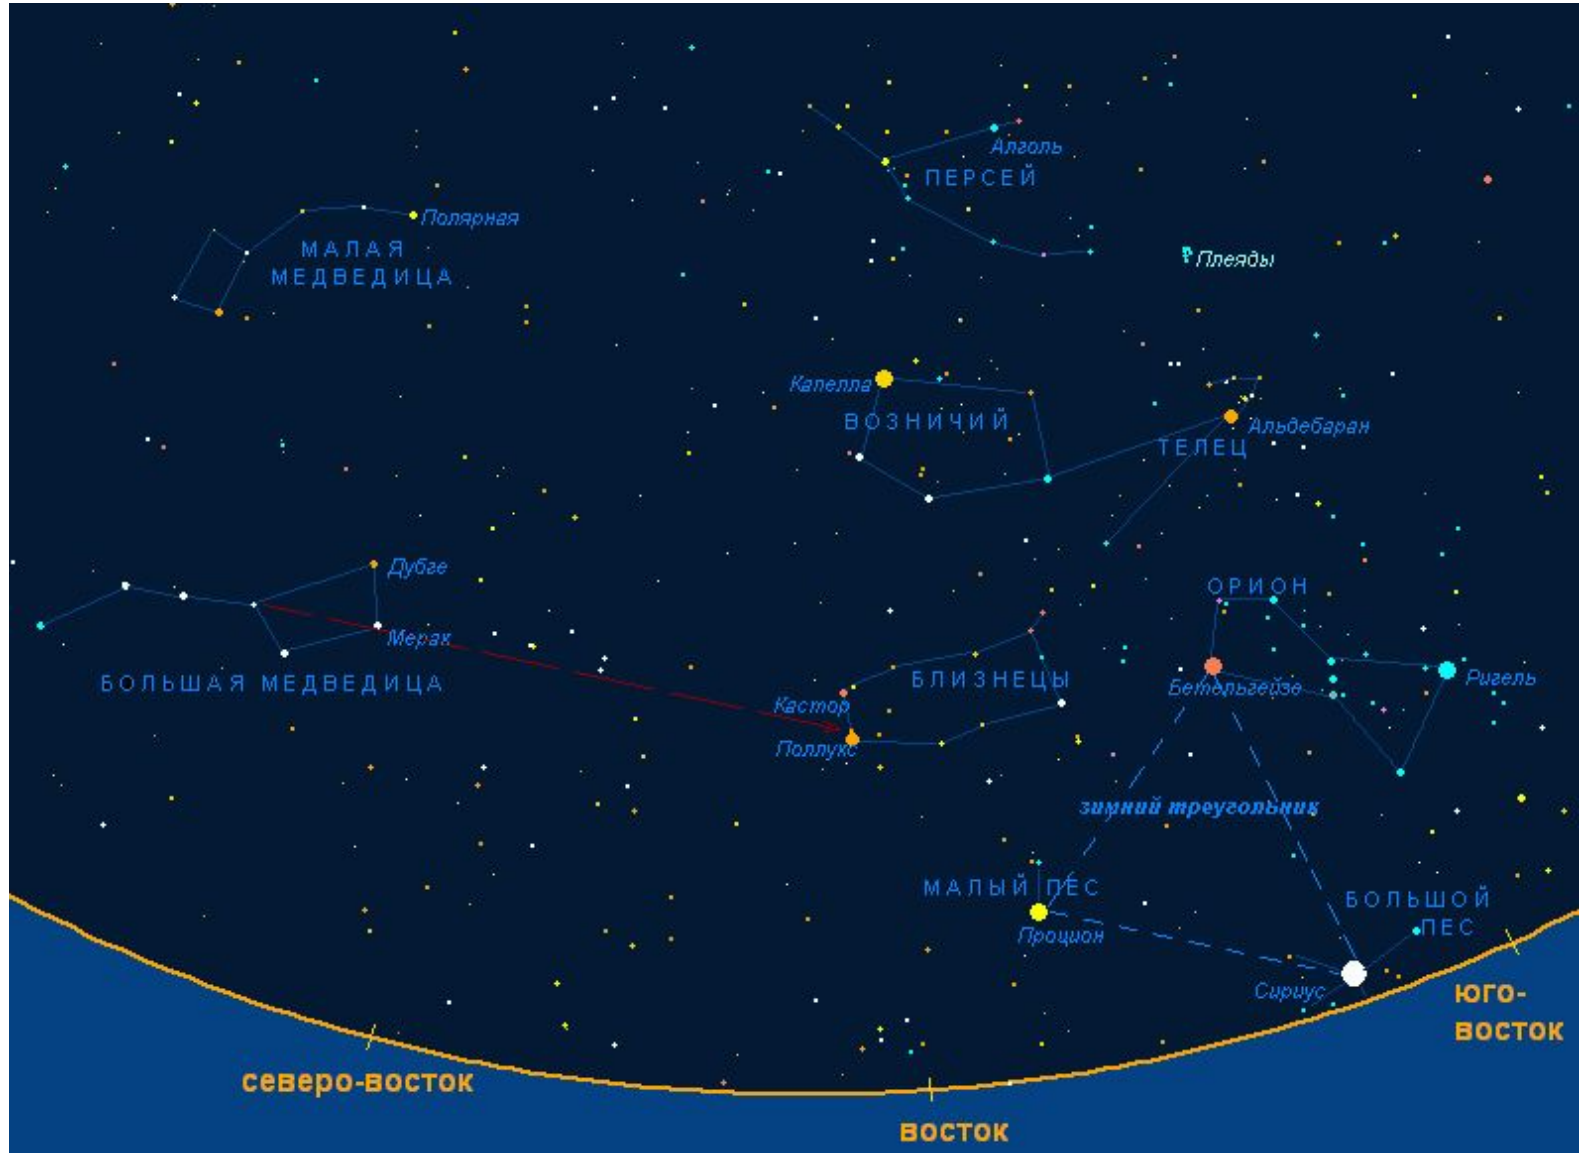 Алголь
ПЕРСЕЙ
Полярная
МАЛАЯ
МЕДВЕДИЦА
Плеяды
Капелла
ВОЗНИЧИЙ
Альдебаран
ТЕЛЕЦ
Дубге
Мерак
БОЛЬШАЯ МЕДВЕДИЦА
ОРИОН
БЛИЗНЕЦЫ
Бетельгейзе
Ригель
Кастор
Поллукс
зимний треугольник
МАЛЫЙ ПЕС
Процион
БОЛЬШОЙ
ПЕС
Сириус
юго-
восток
северо-восток
восток